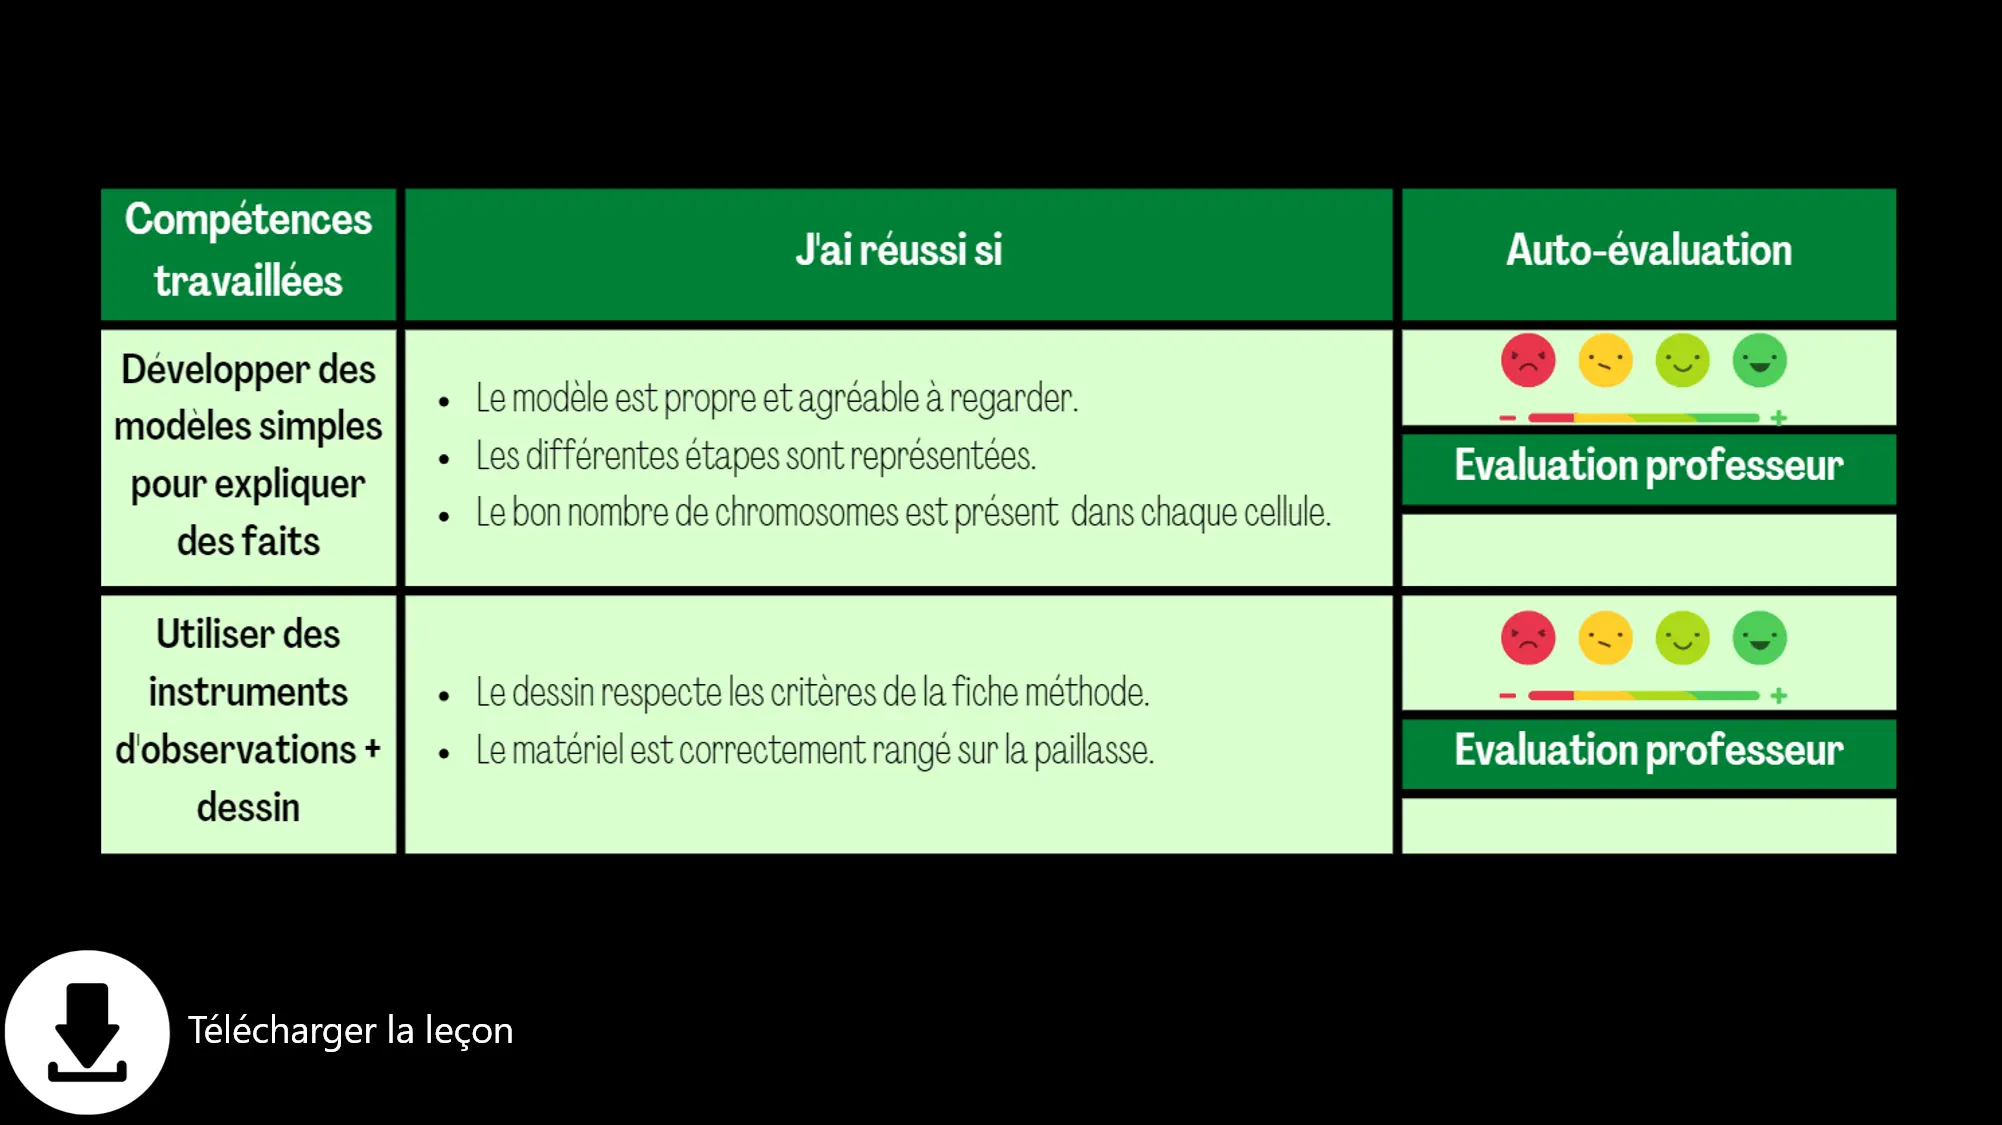 Compétences
travaillées
J'ai réussi si
Auto-évaluation
Développer des
modèles simples
pour expliquer
des faits
• Le modèle est propre et agréable à regarder.
• Les différentes étapes sont représentées.
• Le bon nombre de chromosomes est présent dans chaque cellule.
- +
Evaluation professeur
Utiliser des
instruments
d'observations +
dessin
• Le dessin respecte les critères de la fiche méthode.
• Le matériel est correctement rangé sur la paillasse.
- +
Evaluation professeur
Télécharger la leçon